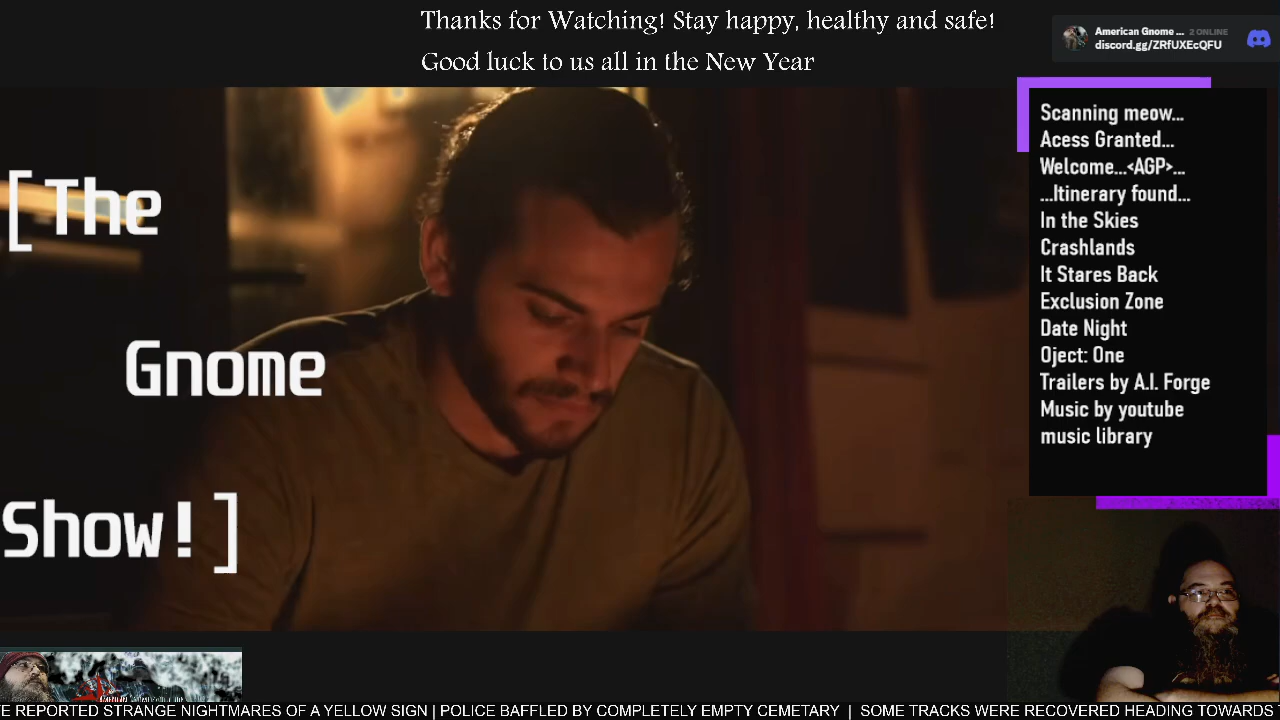 Thanks for Watching! Stay happy, healthy and safe!
Good luck to us all in the New Year
American Gnome ... 2 ONLINE
discord.gg/ZRfUXEcQFU
[The
Gnome
Show!]
Scanning meow...
Acess Granted...
Welcome...<AGP>...
...Itinerary found...
In the Skies
Crashlands
It Stares Back
Exclusion Zone
Date Night
Oject: One
Trailers by A.I. Forge
Music by youtube
music library
REPORTED STRANGE NIGHTMARES OF A YELLOW SIGN | POLICE BAFFLED BY COMPLETELY EMPTY CEMETARY | SOME TRACKS WERE RECOVERED HEADING TOWARDS